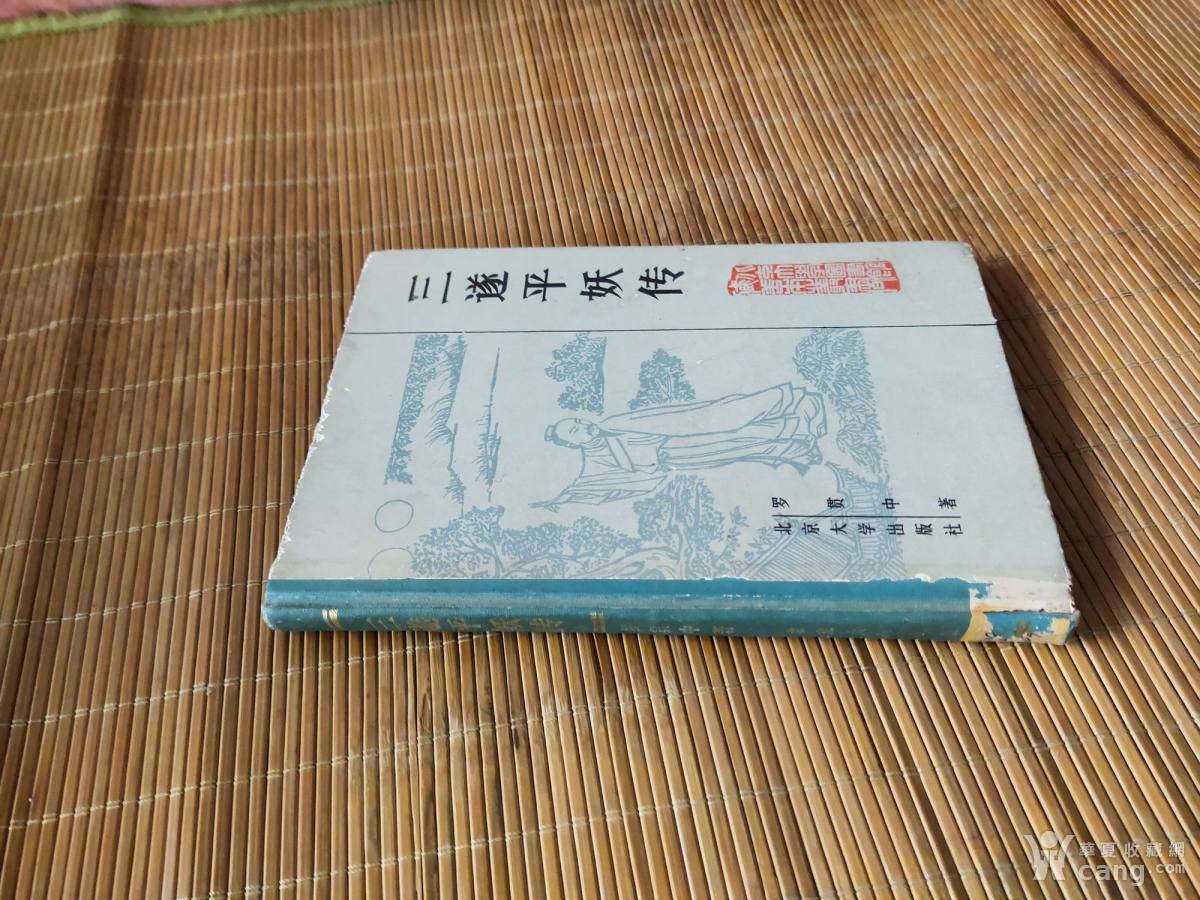 三遂平妖传
罗贯中著
北京大学出版社
三遂平妖传
華夏收藏網
cang.com